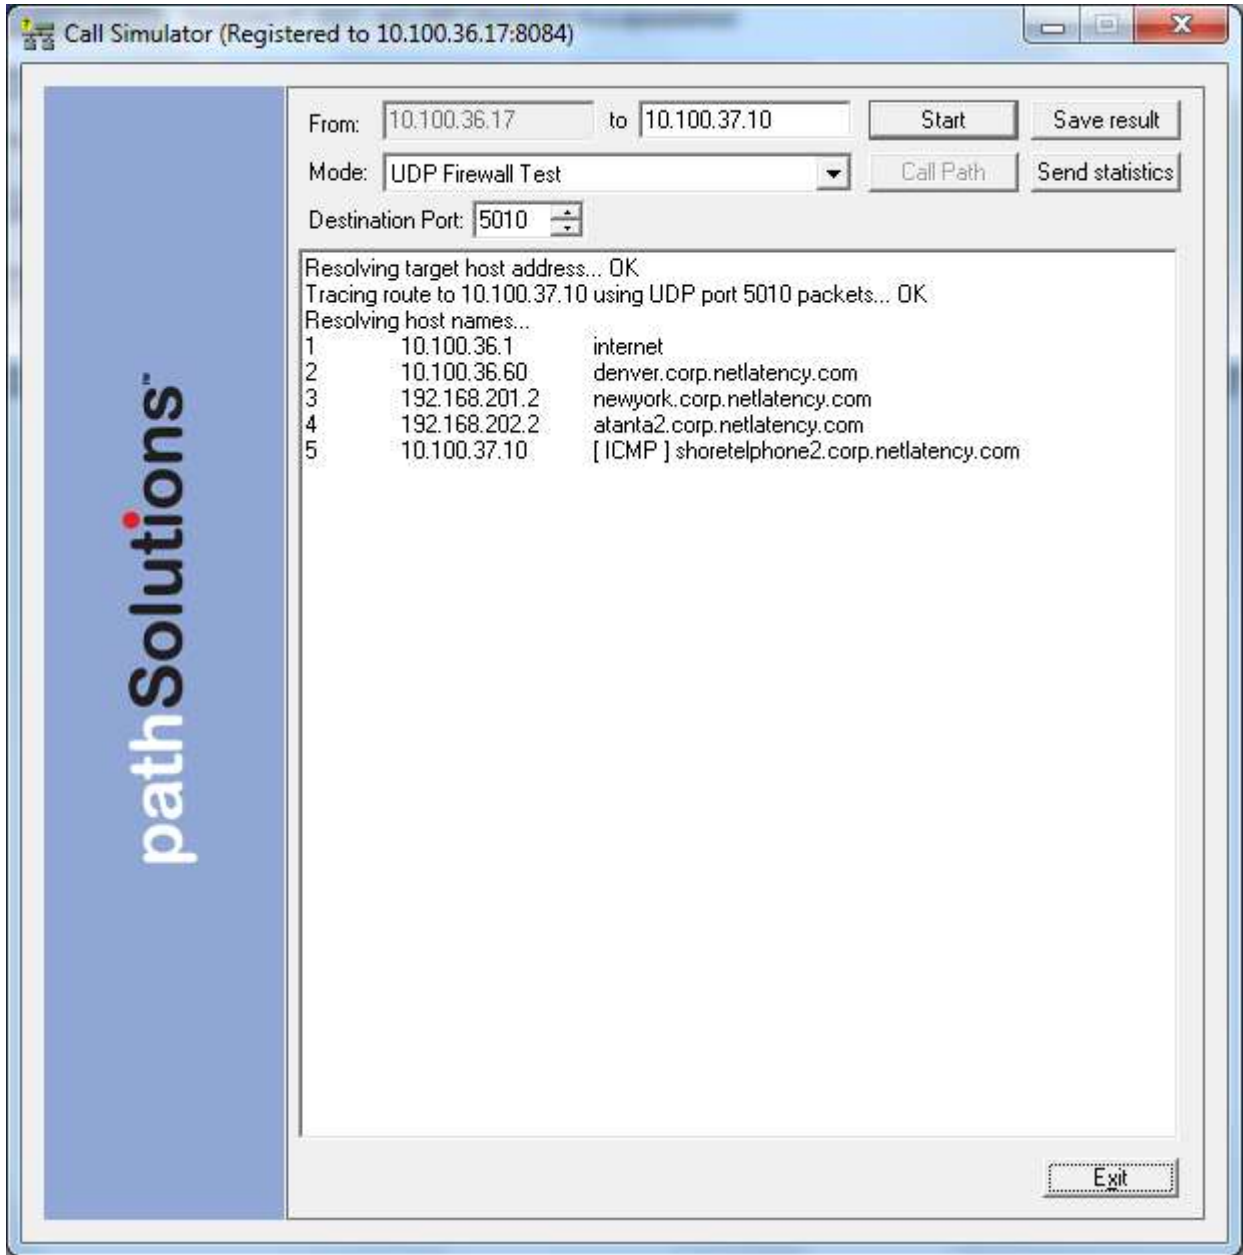 Call Simulator (Registered to 10.100.36.17:8084)
From: 10.100.36.17 to 10.100.37.10 Start Save result
Mode: UDP Firewall Test Call Path Send statistics
Destination Port: 5010
Resolving target host address... OK
Tracing route to 10.100.37.10 using UDP port 5010 packets... OK
Resolving host names...
1 10.100.36.1 internet
2 10.100.36.60 denver.corp.netlatency.com
3 192.168.201.2 newyork.corp.netlatency.com
4 192.168.202.2 atanta2.corp.netlatency.com
5 10.100.37.10 [ ICMP ] shoretelphone2.corp.netlatency.com
pathSolutions™
Exit